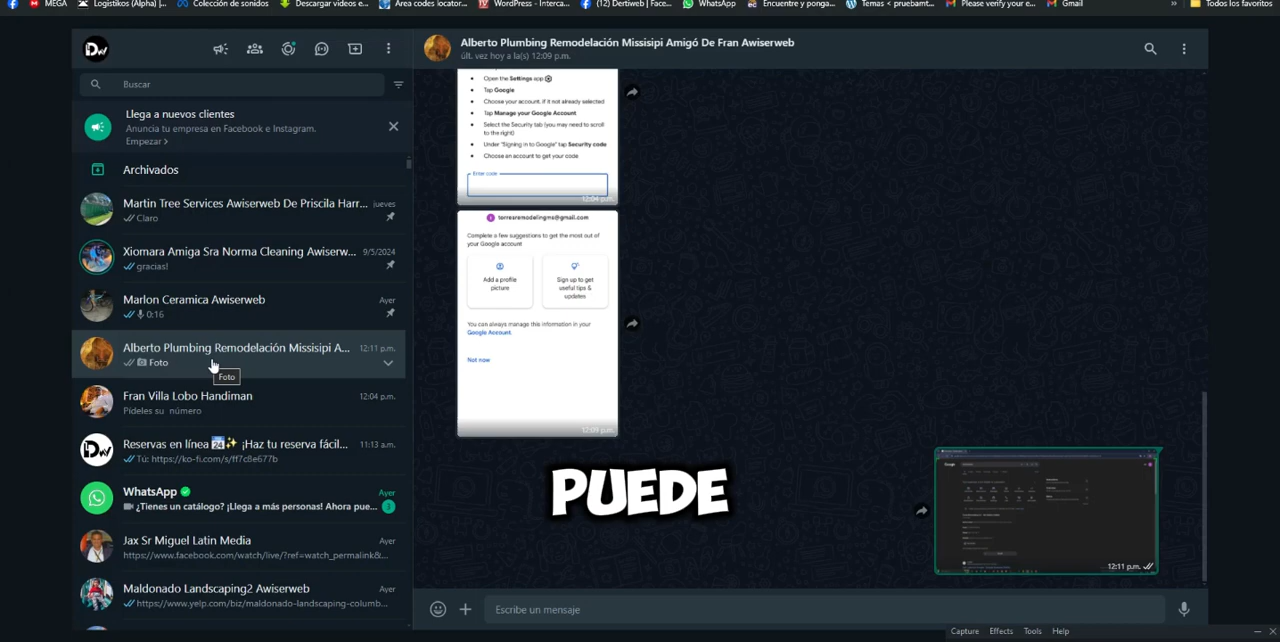 MEGA
Logistikos (Alpha) [...
Colección de sonidos
Descargar videos e...
Area codes locator...
WordPress - Interca...
(12) Dertiweb | Face...
WhatsApp
Encuentre y ponga...
Temas < pruebamt...
Please verify your e...
Gmail
»
Todos los favoritos
DW
Buscar
Llega a nuevos clientes
Anuncia tu empresa en Facebook e Instagram.
Empezar >
Archivados
Martin Tree Services Awiserweb De Priscila Harr... jueves
Claro
Xiomara Amiga Sra Norma Cleaning Awiserw... 9/5/2024
gracias!
Marlon Ceramica Awiserweb Ayer
0:16
Alberto Plumbing Remodelación Missisipi A... 12:11 p.m.
Foto
Foto
Fran Villa Lobo Handiman 12:04 p.m.
Pídeles su número
Reservas en línea 🗓️✨ ¡Haz tu reserva fácil... 11:13 a.m.
Tú: https://ko-fi.com/s/ff7c8e677b
WhatsApp Ayer
¿Tienes un catálogo? ¡Llega a más personas! Ahora pue... 3
Jax Sr Miguel Latin Media Ayer
https://www.facebook.com/watch/live/?ref=watch_permalink&...
Maldonado Landscaping2 Awiserweb Ayer
https://www.yelp.com/biz/maldonado-landscaping-columb...
Alberto Plumbing Remodelación Missisipi Amigó De Fran Awiserweb
últ. vez hoy a la(s) 12:09 p.m.
• Open the Settings app
• Tap Google
• Choose your account, if it not already selected
• Tap Manage your Google Account
• Select the Security tab (you may need to scroll
to the right)
• Under "Signing in to Google" tap Security code
• Choose an account to get your code
Enter code
12:04 p.m.
torresremodelingms@gmail.com
Complete a few suggestions to get the most out of
your Google account
Add a profile
picture
Sign up to get
useful tips &
updates
You can always manage this information in your
Google Account.
Not now
12:09 p.m.
PUEDE
12:11 p.m.
Escribe un mensaje
Capture Effects Tools Help